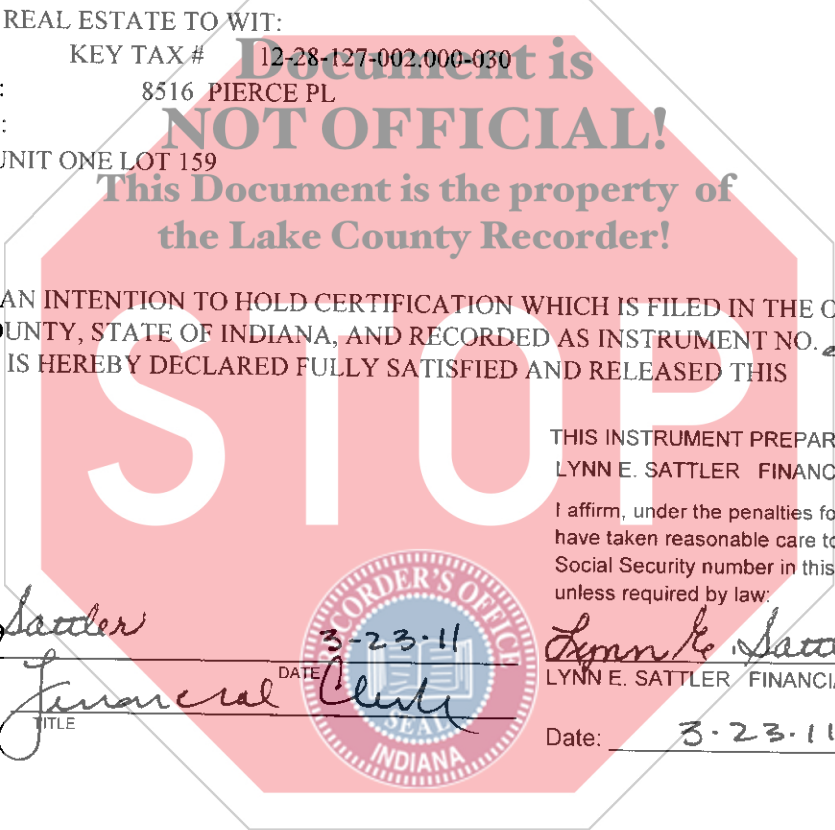 REAL ESTATE TO WIT:
KEY TAX # 12-28-127-002.000-030
Document is
: 8516 PIERCE PL
:
NOT OFFICIAL!
UNIT ONE LOT 159
This Document is the property of
the Lake County Recorder!
AN INTENTION TO HOLD CERTIFICATION WHICH IS FILED IN THE O
OUNTY, STATE OF INDIANA, AND RECORDED AS INSTRUMENT NO.
IS HEREBY DECLARED FULLY SATISFIED AND RELEASED THIS
STOP
THIS INSTRUMENT PREPAR
LYNN E. SATTLER FINANC
I affirm, under the penalties fo
have taken reasonable care to
Social Security number in this
unless required by law:
RECORDER'S OFFICE
SEAL
INDIANA
Sattler 3-23-11
DATE
Financial Clerk
TITLE
Lynn E. Satt
LYNN E. SATTLER FINANCIA
Date: 3-23-11